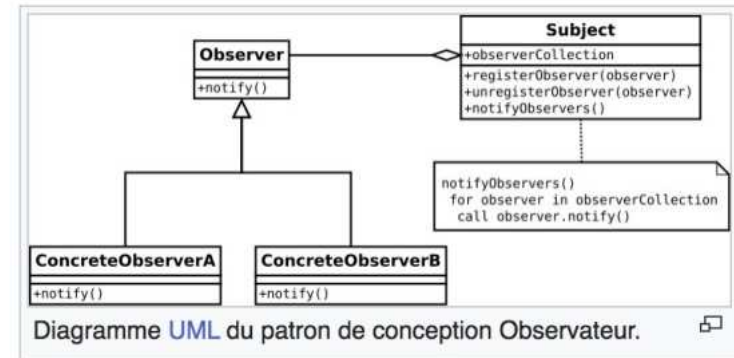 Observer
+notify()
Subject
+observerCollection
+registerObserver(observer)
+unregisterObserver(observer)
+notifyObservers()
notifyObservers()
for observer in observerCollection
call observer.notify()
ConcreteObserverA
+notify()
ConcreteObserverB
+notify()
Diagramme UML du patron de conception Observateur.